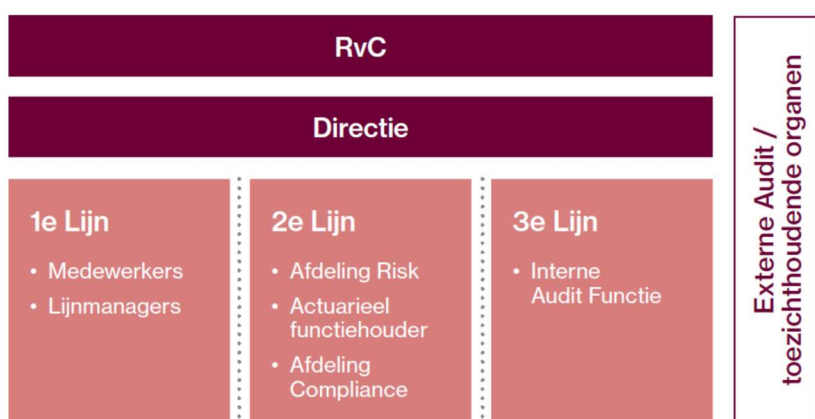 RvC
Directie
1e Lijn
• Medewerkers
• Lijnmanagers
2e Lijn
• Afdeling Risk
• Actuarieel
functiehouder
• Afdeling
Compliance
3e Lijn
• Interne
Audit Functie
Externe Audit /
toezichthoudende organen